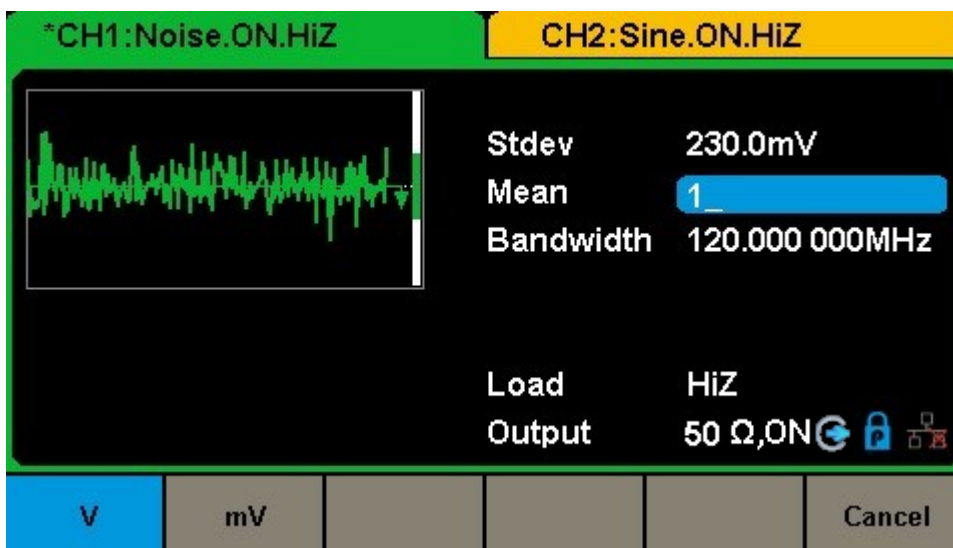 *CH1:Noise.ON.HiZ
CH2:Sine.ON.HiZ
Stdev 230.0mV
Mean 1_
Bandwidth 120.000 000MHz
Load HiZ
Output 50 Ω,ON P
V mV Cancel